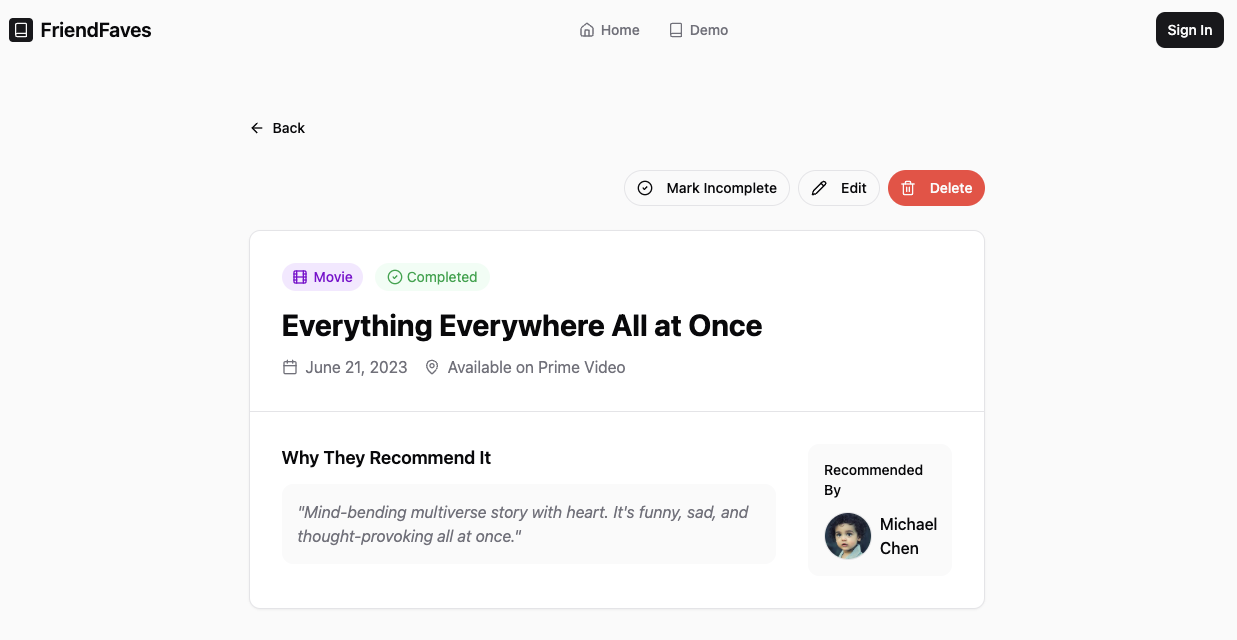 FriendFaves
Home
Demo
Sign In
Back
Mark Incomplete
Edit
Delete
Movie
Completed
Everything Everywhere All at Once
June 21, 2023
Available on Prime Video
Why They Recommend It
"Mind-bending multiverse story with heart. It's funny, sad, and
thought-provoking all at once."
Recommended
By
Michael
Chen